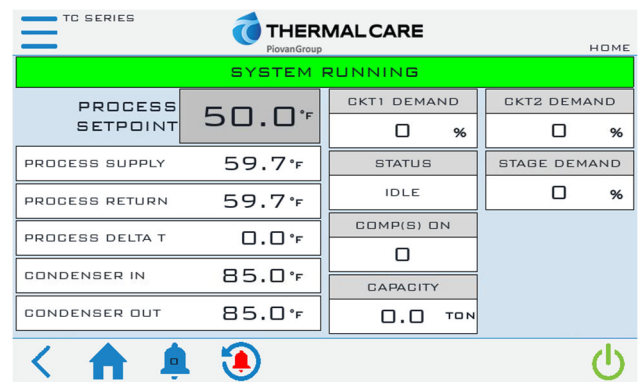 TC SERIES
THERMALCARE
PiovanGroup
HOME
SYSTEM RUNNING
PROCESS
SETPOINT
50.0°F
PROCESS SUPPLY 59.7°F
PROCESS RETURN 59.7°F
PROCESS DELTA T 0.0°F
CONDENSER IN 85.0°F
CONDENSER OUT 85.0°F
CKT1 DEMAND
0 %
STATUS
IDLE
COMP(S) ON
0
CAPACITY
0.0 TON
CKT2 DEMAND
0 %
STAGE DEMAND
0 %
0